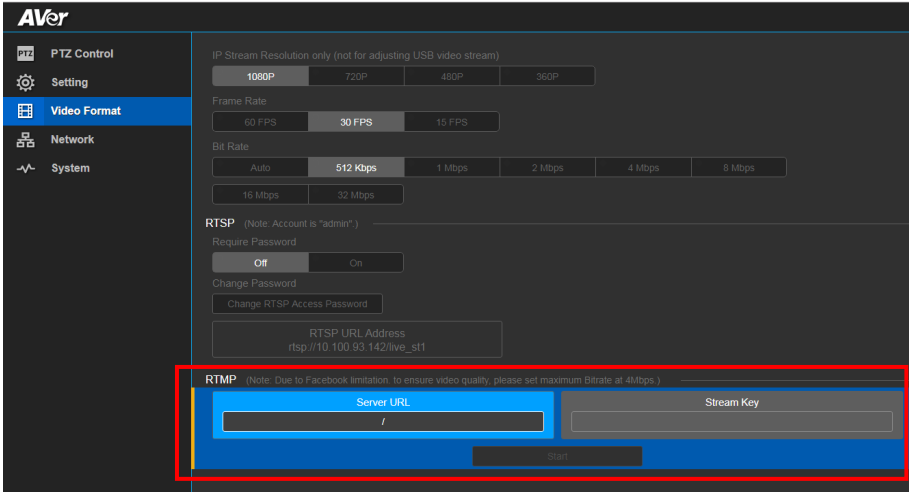 AVer
PTZ PTZ Control
Setting
Video Format
Network
System
IP Stream Resolution only (not for adjusting USB video stream)
1080P 720P 480P 360P
Frame Rate
60 FPS 30 FPS 15 FPS
Bit Rate
Auto 512 Kbps 1 Mbps 2 Mbps 4 Mbps 8 Mbps
16 Mbps 32 Mbps
RTSP (Note: Account is "admin".)
Require Password
Off On
Change Password
Change RTSP Access Password
RTSP URL Address
rtsp://10.100.93.142/live_st1
RTMP (Note: Due to Facebook limitation. to ensure video quality, please set maximum Bitrate at 4Mbps.)
Server URL Stream Key
/
Start